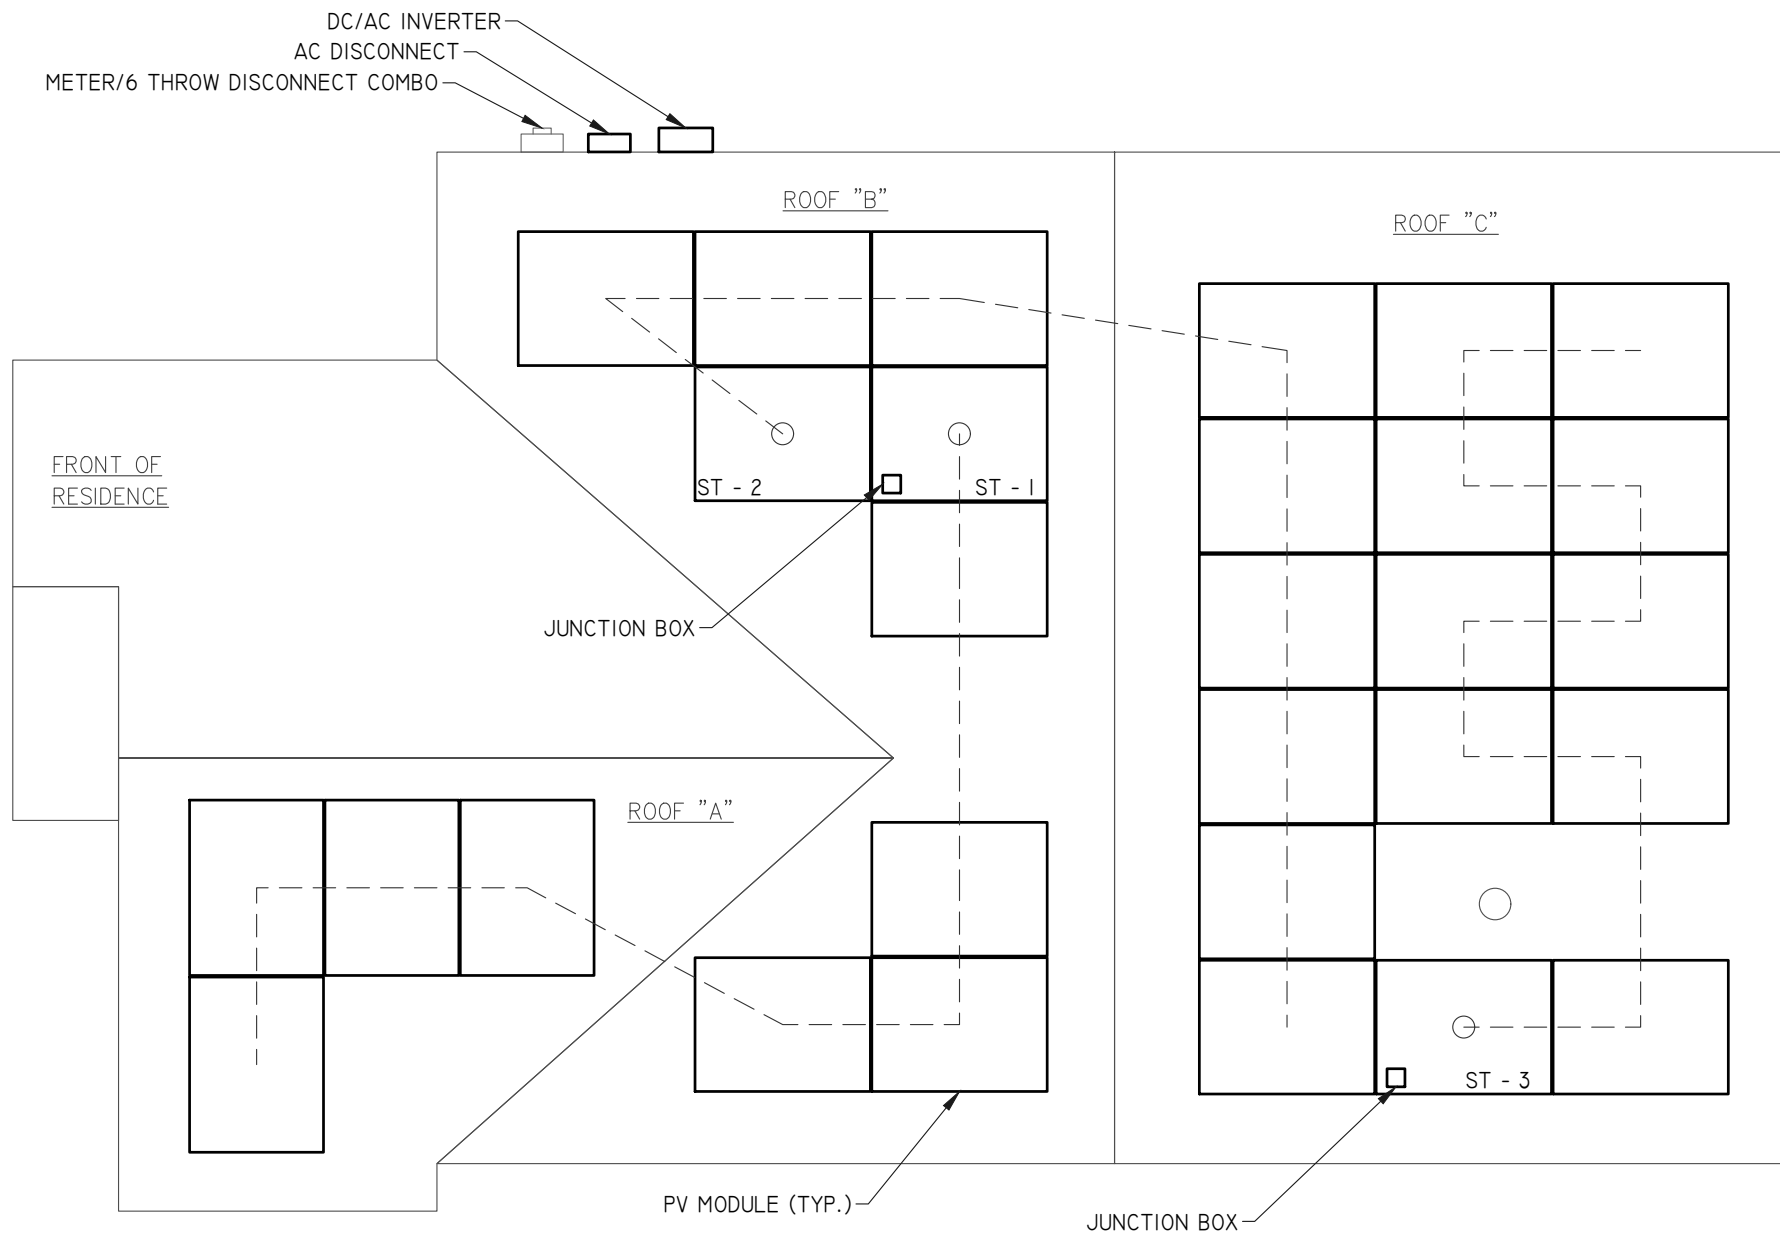 DC/AC INVERTER
AC DISCONNECT
METER/6 THROW DISCONNECT COMBO
ROOF "B"
ROOF "C"
FRONT OF
RESIDENCE
ST - 2
ST - 1
JUNCTION BOX
ROOF "A"
ST - 3
PV MODULE (TYP.)
JUNCTION BOX